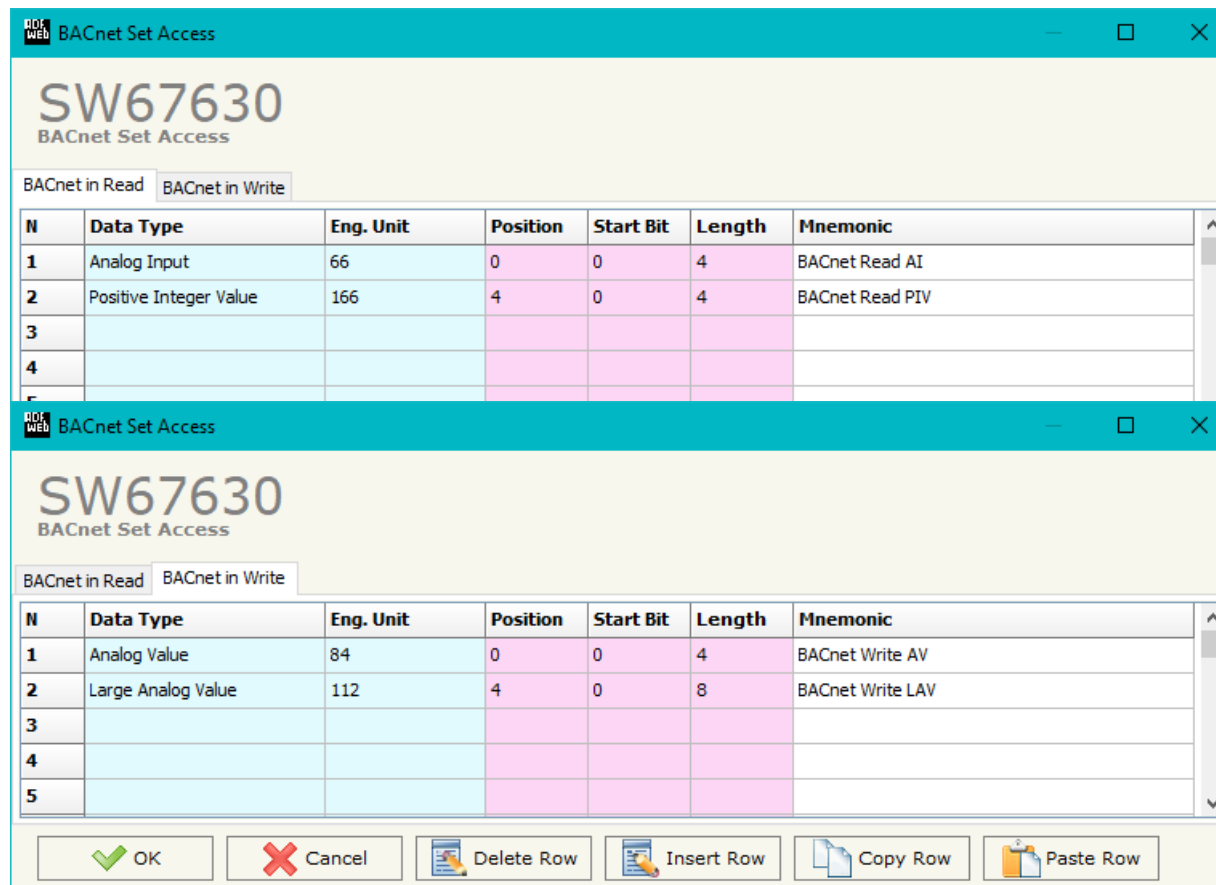 ADF WEB BACnet Set Access
SW67630
BACnet Set Access
BACnet in Read BACnet in Write
N Data Type Eng. Unit Position Start Bit Length Mnemonic
1 Analog Input 66 0 0 4 BACnet Read AI
2 Positive Integer Value 166 4 0 4 BACnet Read PIV
3
4
ADF WEB BACnet Set Access
SW67630
BACnet Set Access
BACnet in Read BACnet in Write
N Data Type Eng. Unit Position Start Bit Length Mnemonic
1 Analog Value 84 0 0 4 BACnet Write AV
2 Large Analog Value 112 4 0 8 BACnet Write LAV
3
4
5
OK Cancel Delete Row Insert Row Copy Row Paste Row